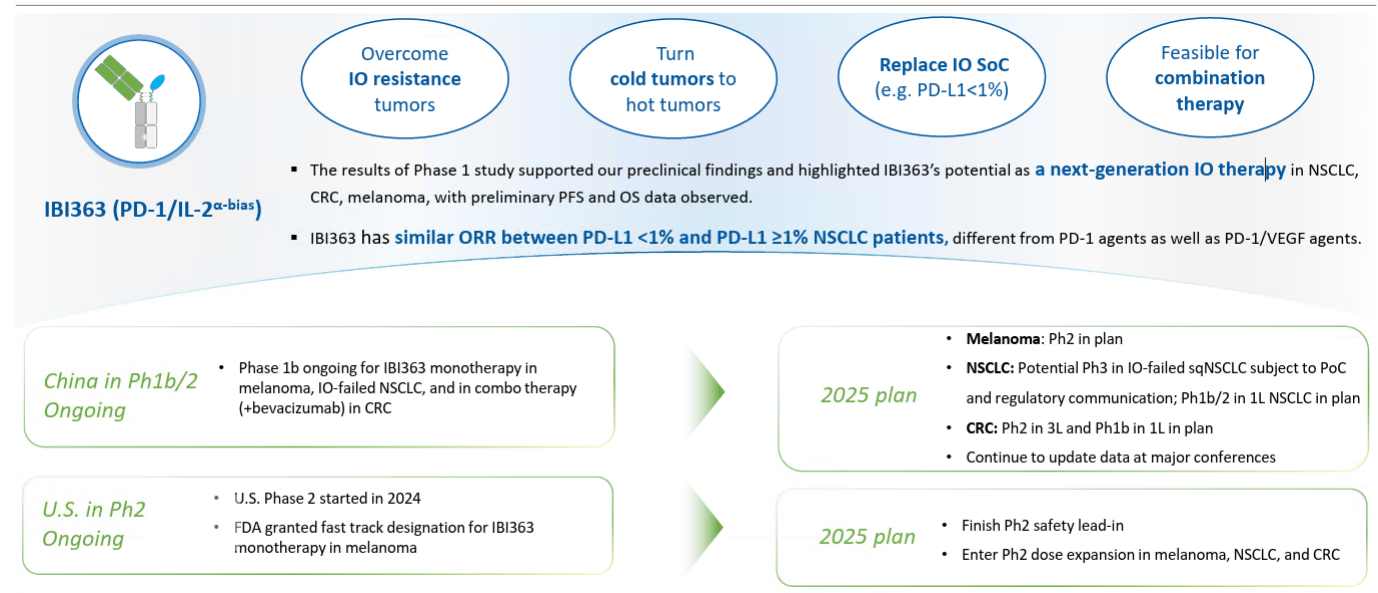 Overcome
IO resistance
tumors
Turn
cold tumors to
hot tumors
Replace IO SoC
(e.g. PD-L1<1%)
Feasible for
combination
therapy
IBI363 (PD-1/IL-2α-bias)
▪ The results of Phase 1 study supported our preclinical findings and highlighted IBI363’s potential as a next-generation IO therapy in NSCLC,
CRC, melanoma, with preliminary PFS and OS data observed.
▪ IBI363 has similar ORR between PD-L1 <1% and PD-L1 ≥1% NSCLC patients, different from PD-1 agents as well as PD-1/VEGF agents.
China in Ph1b/2
Ongoing
• Phase 1b ongoing for IBI363 monotherapy in
melanoma, IO-failed NSCLC, and in combo therapy
(+bevacizumab) in CRC
2025 plan
• Melanoma: Ph2 in plan
• NSCLC: Potential Ph3 in IO-failed sqNSCLC subject to PoC
and regulatory communication; Ph1b/2 in 1L NSCLC in plan
• CRC: Ph2 in 3L and Ph1b in 1L in plan
• Continue to update data at major conferences
U.S. in Ph2
Ongoing
• U.S. Phase 2 started in 2024
• FDA granted fast track designation for IBI363
monotherapy in melanoma
2025 plan
• Finish Ph2 safety lead-in
• Enter Ph2 dose expansion in melanoma, NSCLC, and CRC